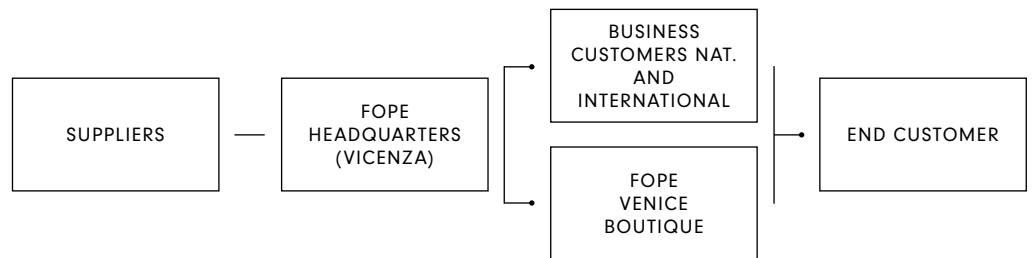 SUPPLIERS
FOPE
HEADQUARTERS
(VICENZA)
BUSINESS
CUSTOMERS NAT.
AND
INTERNATIONAL
FOPE
VENICE
BOUTIQUE
END CUSTOMER